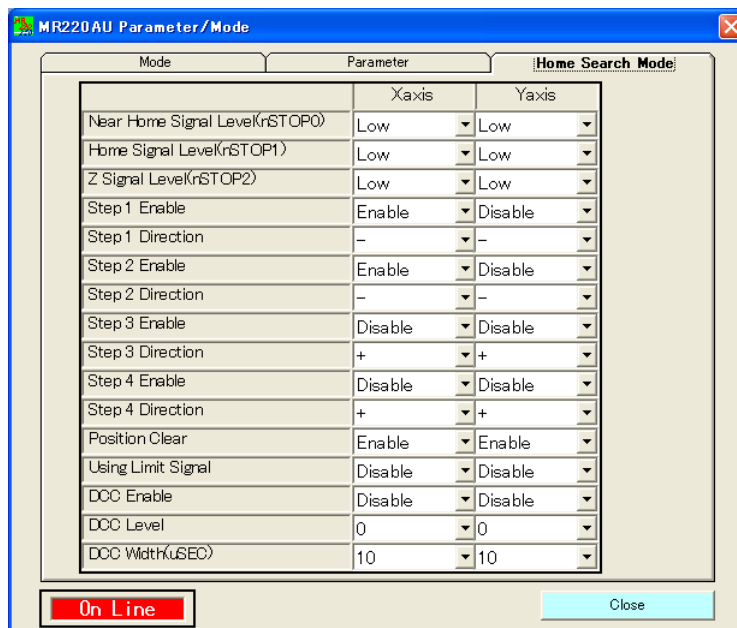 MR220AU Parameter/Mode
Mode Parameter Home Search Mode
Xaxis Yaxis
Near Home Signal Level(nSTOP0) Low Low
Home Signal Level(nSTOP1) Low Low
Z Signal Level(nSTOP2) Low Low
Step 1 Enable Enable Disable
Step 1 Direction - -
Step 2 Enable Enable Disable
Step 2 Direction - -
Step 3 Enable Disable Disable
Step 3 Direction + +
Step 4 Enable Disable Disable
Step 4 Direction + +
Position Clear Enable Enable
Using Limit Signal Disable Disable
DCC Enable Disable Disable
DCC Level 0 0
DCC Width(uSEC) 10 10
On Line Close